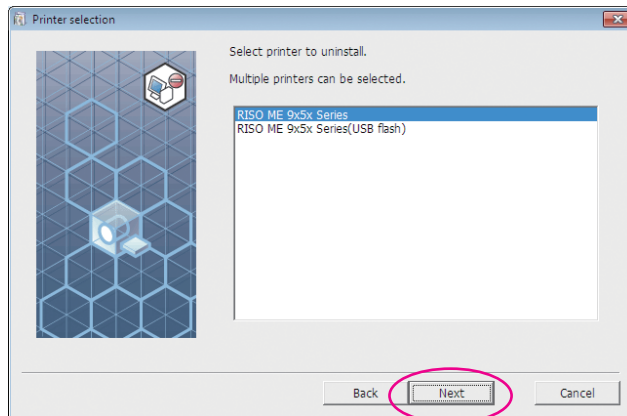 Printer selection
Select printer to uninstall.
Multiple printers can be selected.
RISO ME 9x5x Series
RISO ME 9x5x Series(USB flash)
Back Next Cancel